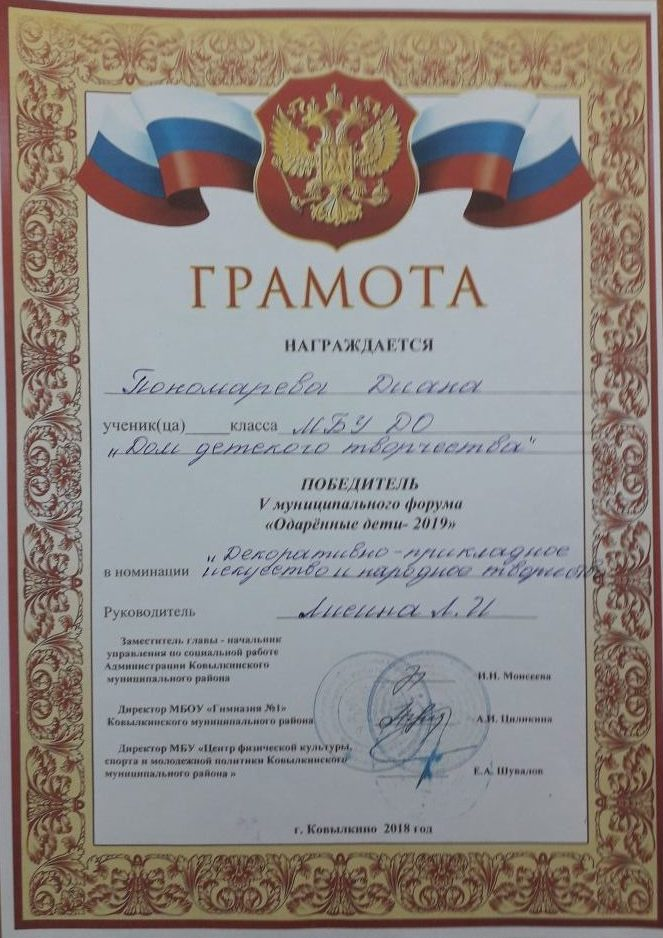 ГРАМОТА
НАГРАЖДАЕТСЯ
Пономарева Диана
ученик(ца)____класса МБУ ДО
"Дом детского творчества"
ПОБЕДИТЕЛЬ
V муниципального форума
«Одарённые дети- 2019»
"Декоративно-прикладное
в номинации искусство и народное творчество
Руководитель Лисина Л.И
Заместитель главы - начальник
управления по социальной работе
Администрации Ковылкинского
муниципального района И.Н. Моисеева
Директор МБОУ «Гимназия №1»
Ковылкинского муниципального района А.И. Циликина
Директор МБУ «Центр физической культуры,
спорта и молодежной политики Ковылкинского
муниципального района » Е.А. Шувалов
г. Ковылкино 2018 год